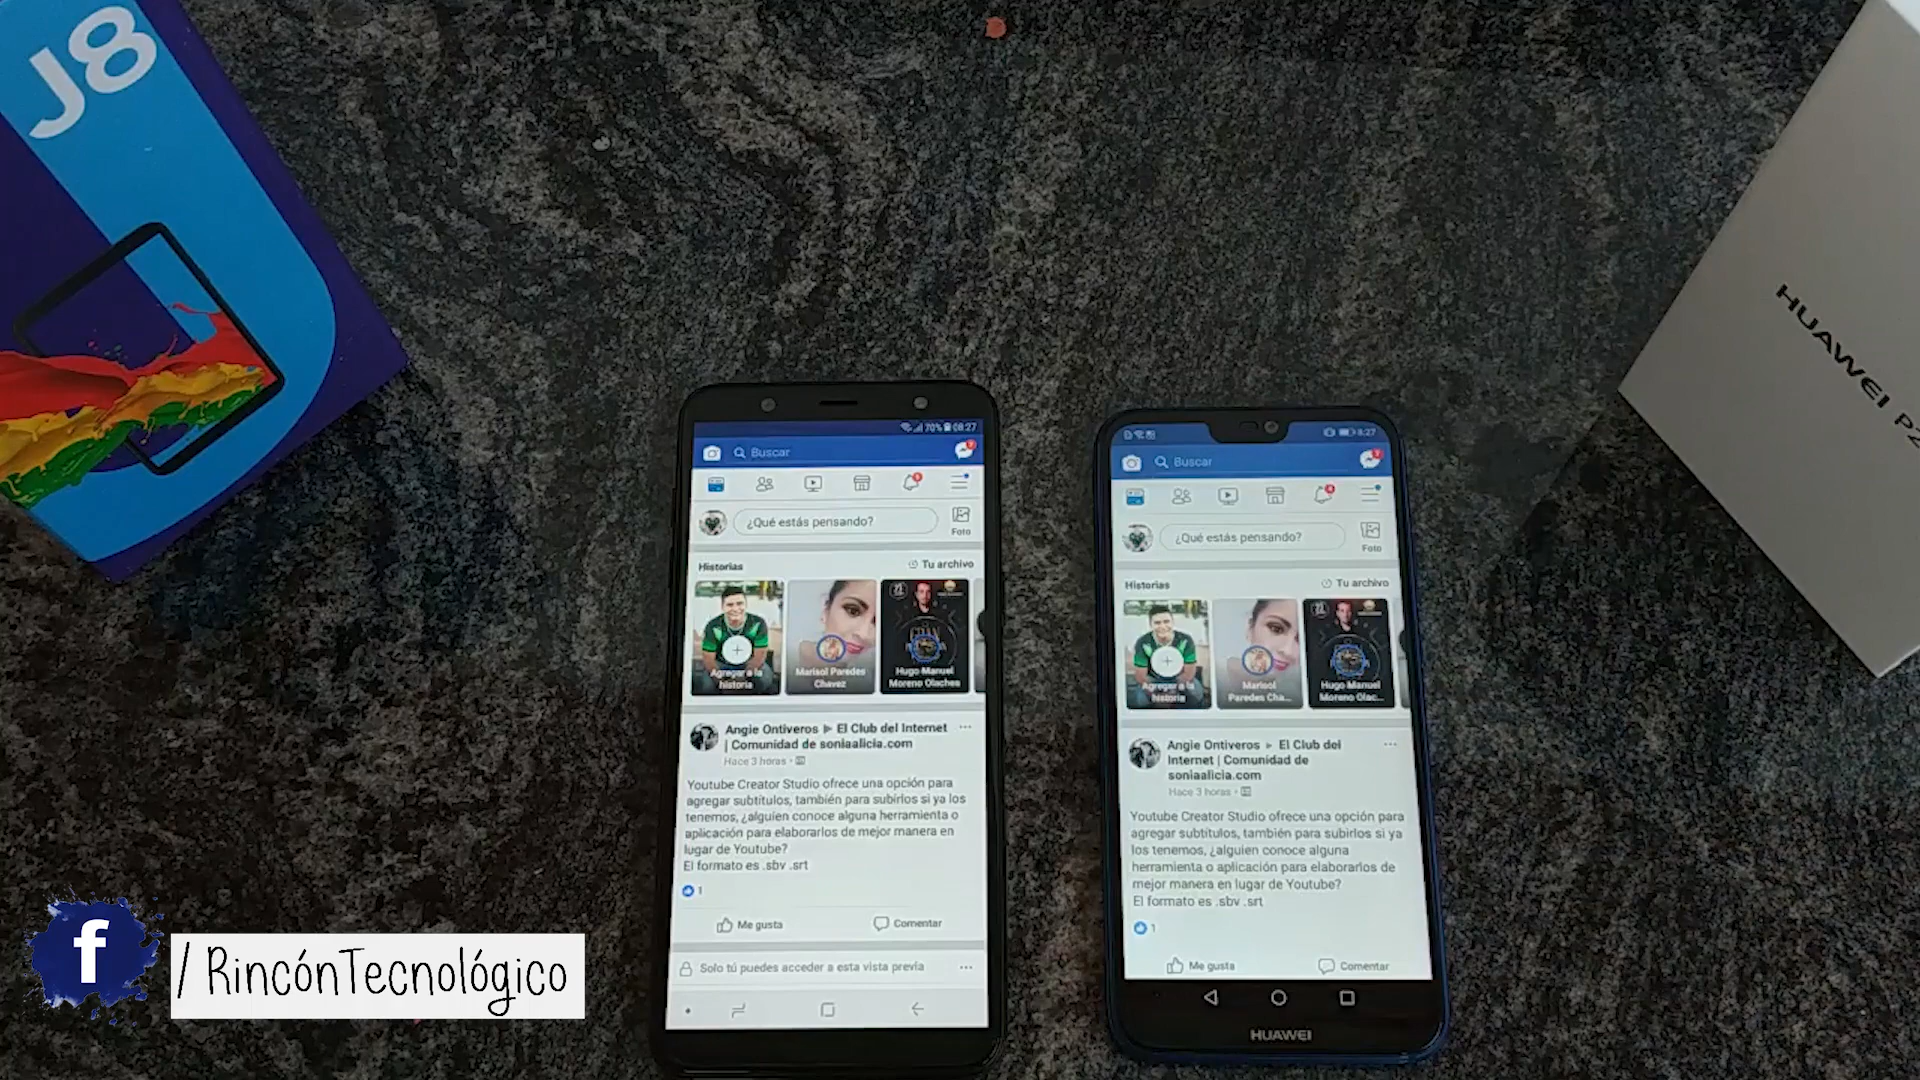 J8
HUAWEI P2
70% 08:27
Buscar
¿Qué estás pensando?
Foto
Historias
Tu archivo
Agregar a la
historia
Marisol Paredes
Chavez
Hugo Manuel
Moreno Olachea
Angie Ontiveros ▶ El Club del Internet
| Comunidad de soniaalicia.com
Hace 3 horas
Youtube Creator Studio ofrece una opción para
agregar subtítulos, también para subirlos si ya los
tenemos, ¿alguien conoce alguna herramienta o
aplicación para elaborarlos de mejor manera en
lugar de Youtube?
El formato es .sbv .srt
1
Me gusta
Comentar
Solo tú puedes acceder a esta vista previa
8:27
Buscar
¿Qué estás pensando?
Foto
Historias
Tu archivo
Agregar a la
historia
Marisol
Paredes Cha...
Hugo Manuel
Moreno Olac...
Angie Ontiveros ▶ El Club del
Internet | Comunidad de
soniaalicia.com
Hace 3 horas
Youtube Creator Studio ofrece una opción para
agregar subtítulos, también para subirlos si ya
los tenemos, ¿alguien conoce alguna
herramienta o aplicación para elaborarlos de
mejor manera en lugar de Youtube?
El formato es .sbv .srt
1
Me gusta
Comentar
HUAWEI
f
/RincónTecnológico